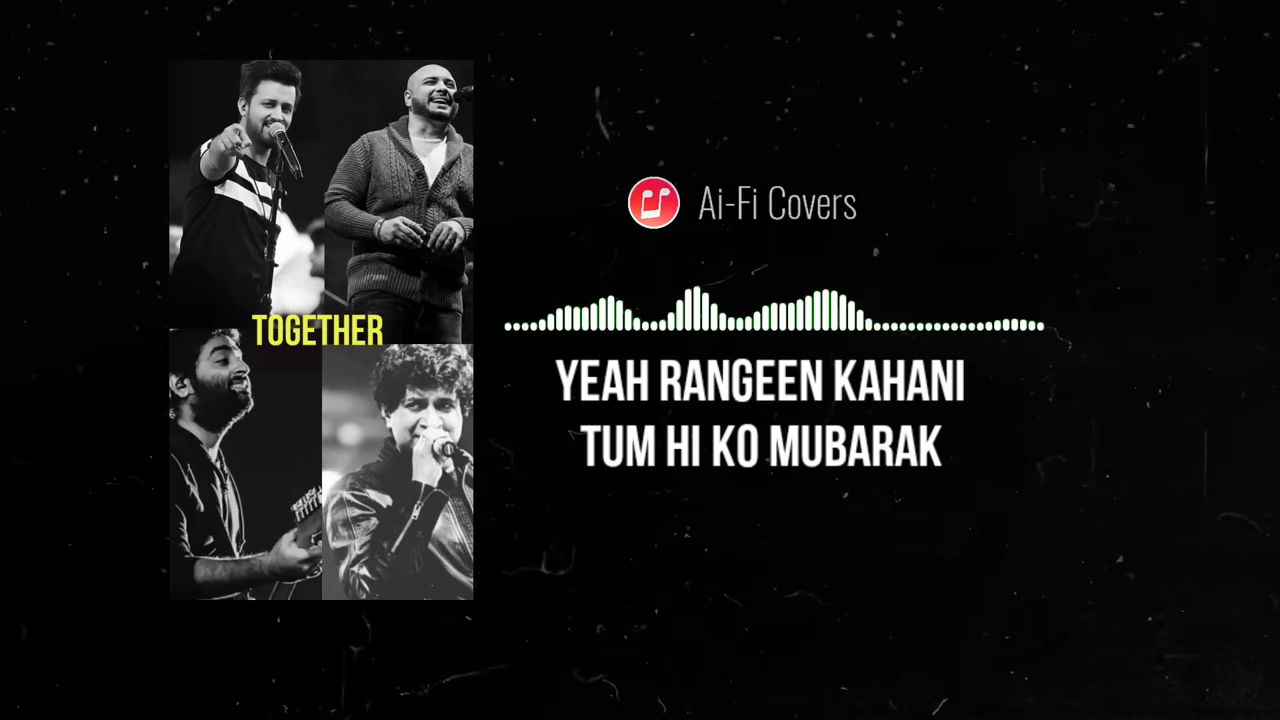 TOGETHER
Ai-Fi Covers
YEAH RANGEEN KAHANI
TUM HI KO MUBARAK